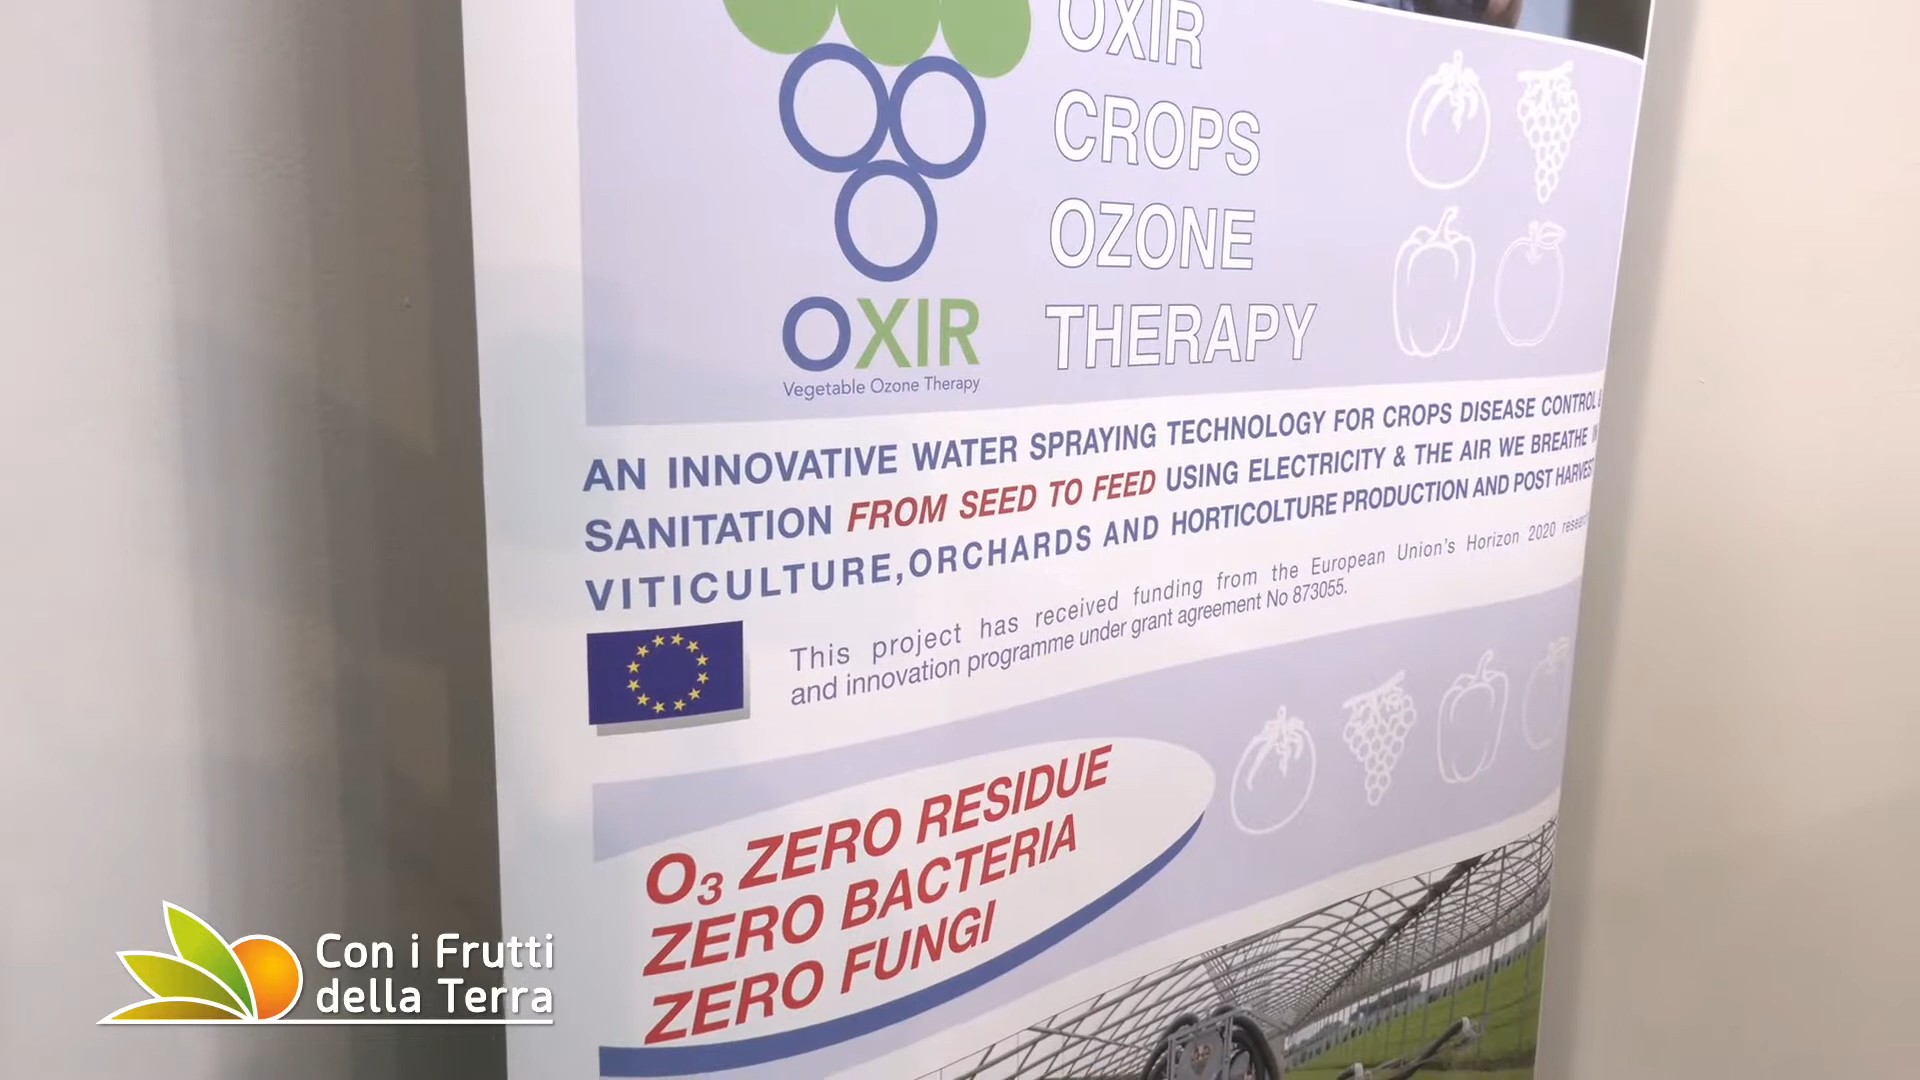 OXIR
CROPS
OZONE
THERAPY
OXIR
Vegetable Ozone Therapy
AN INNOVATIVE WATER SPRAYING TECHNOLOGY FOR CROPS DISEASE CONTROL &
SANITATION FROM SEED TO FEED USING ELECTRICITY & THE AIR WE BREATHE
VITICULTURE,ORCHARDS AND HORTICOLTURE PRODUCTION AND POST HARVEST
This project has received funding from the European Union's Horizon 2020
and innovation programme under grant agreement No 873055.
O₃ ZERO RESIDUE
ZERO BACTERIA
ZERO FUNGI
Con i Frutti
della Terra